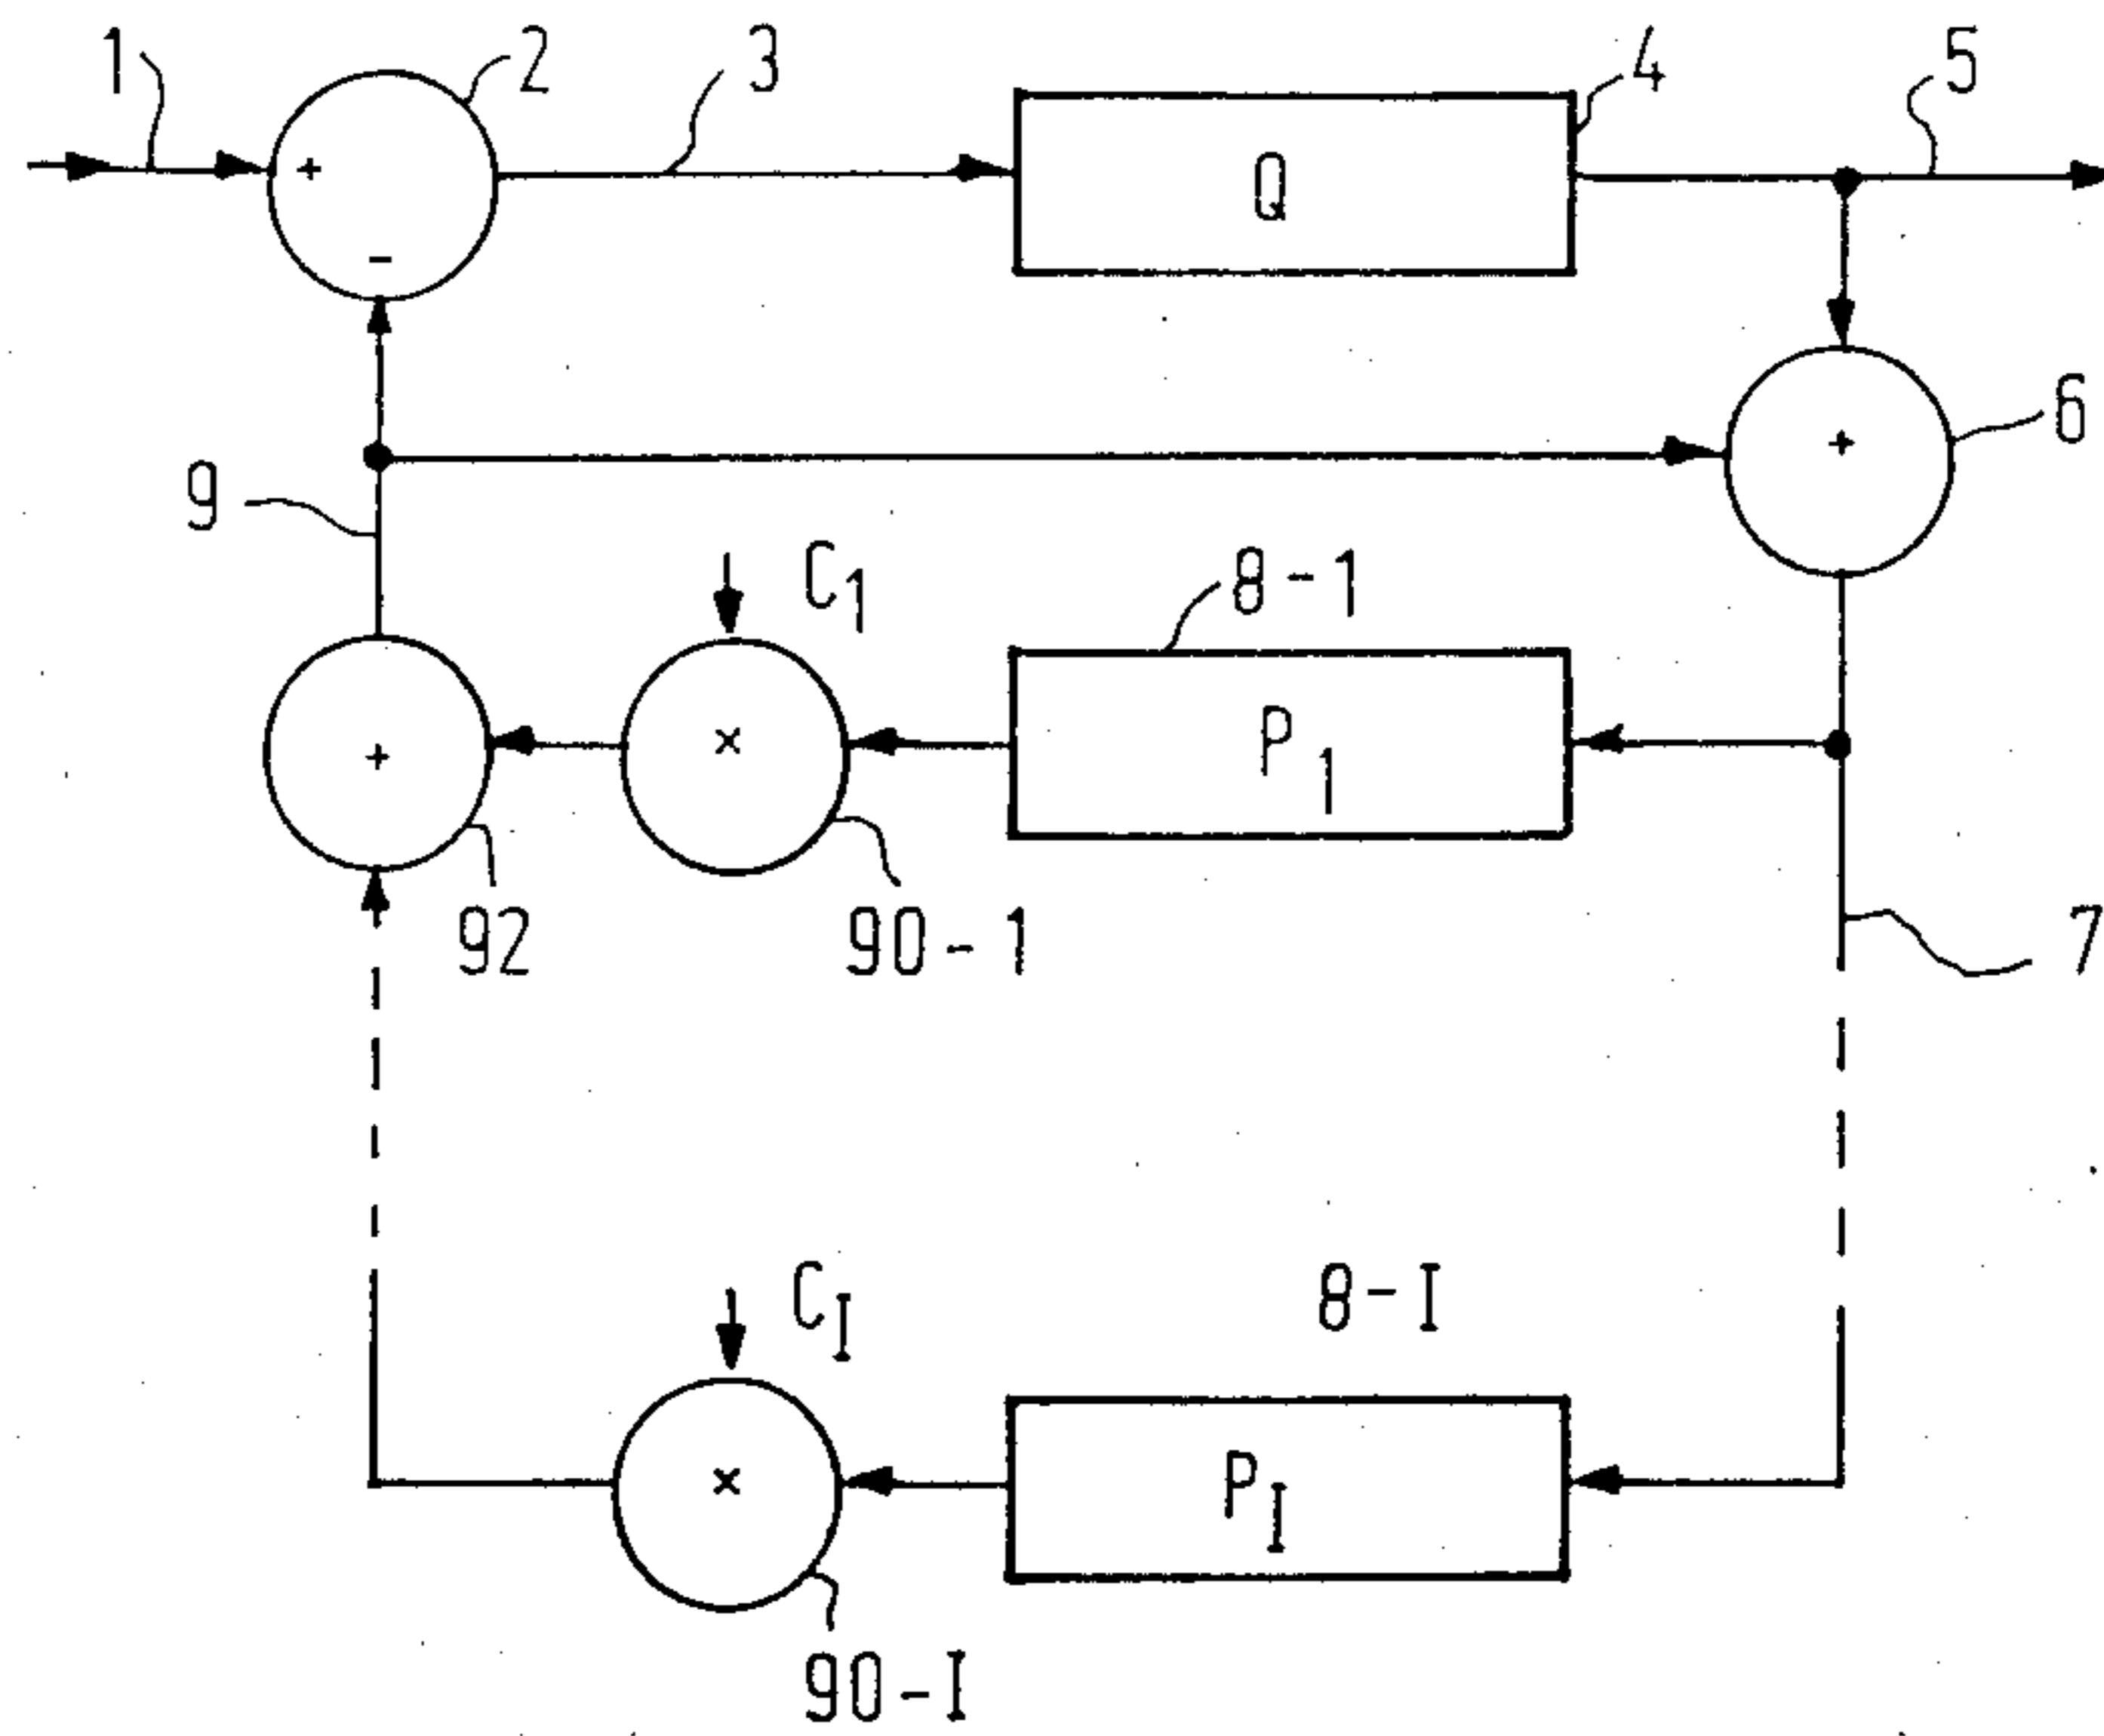 1 2 3 4 5
+ Q
-
6
+
9
C1 8-1
+ x P1
92 90-1 7
CI 8-I
x PI
90-I